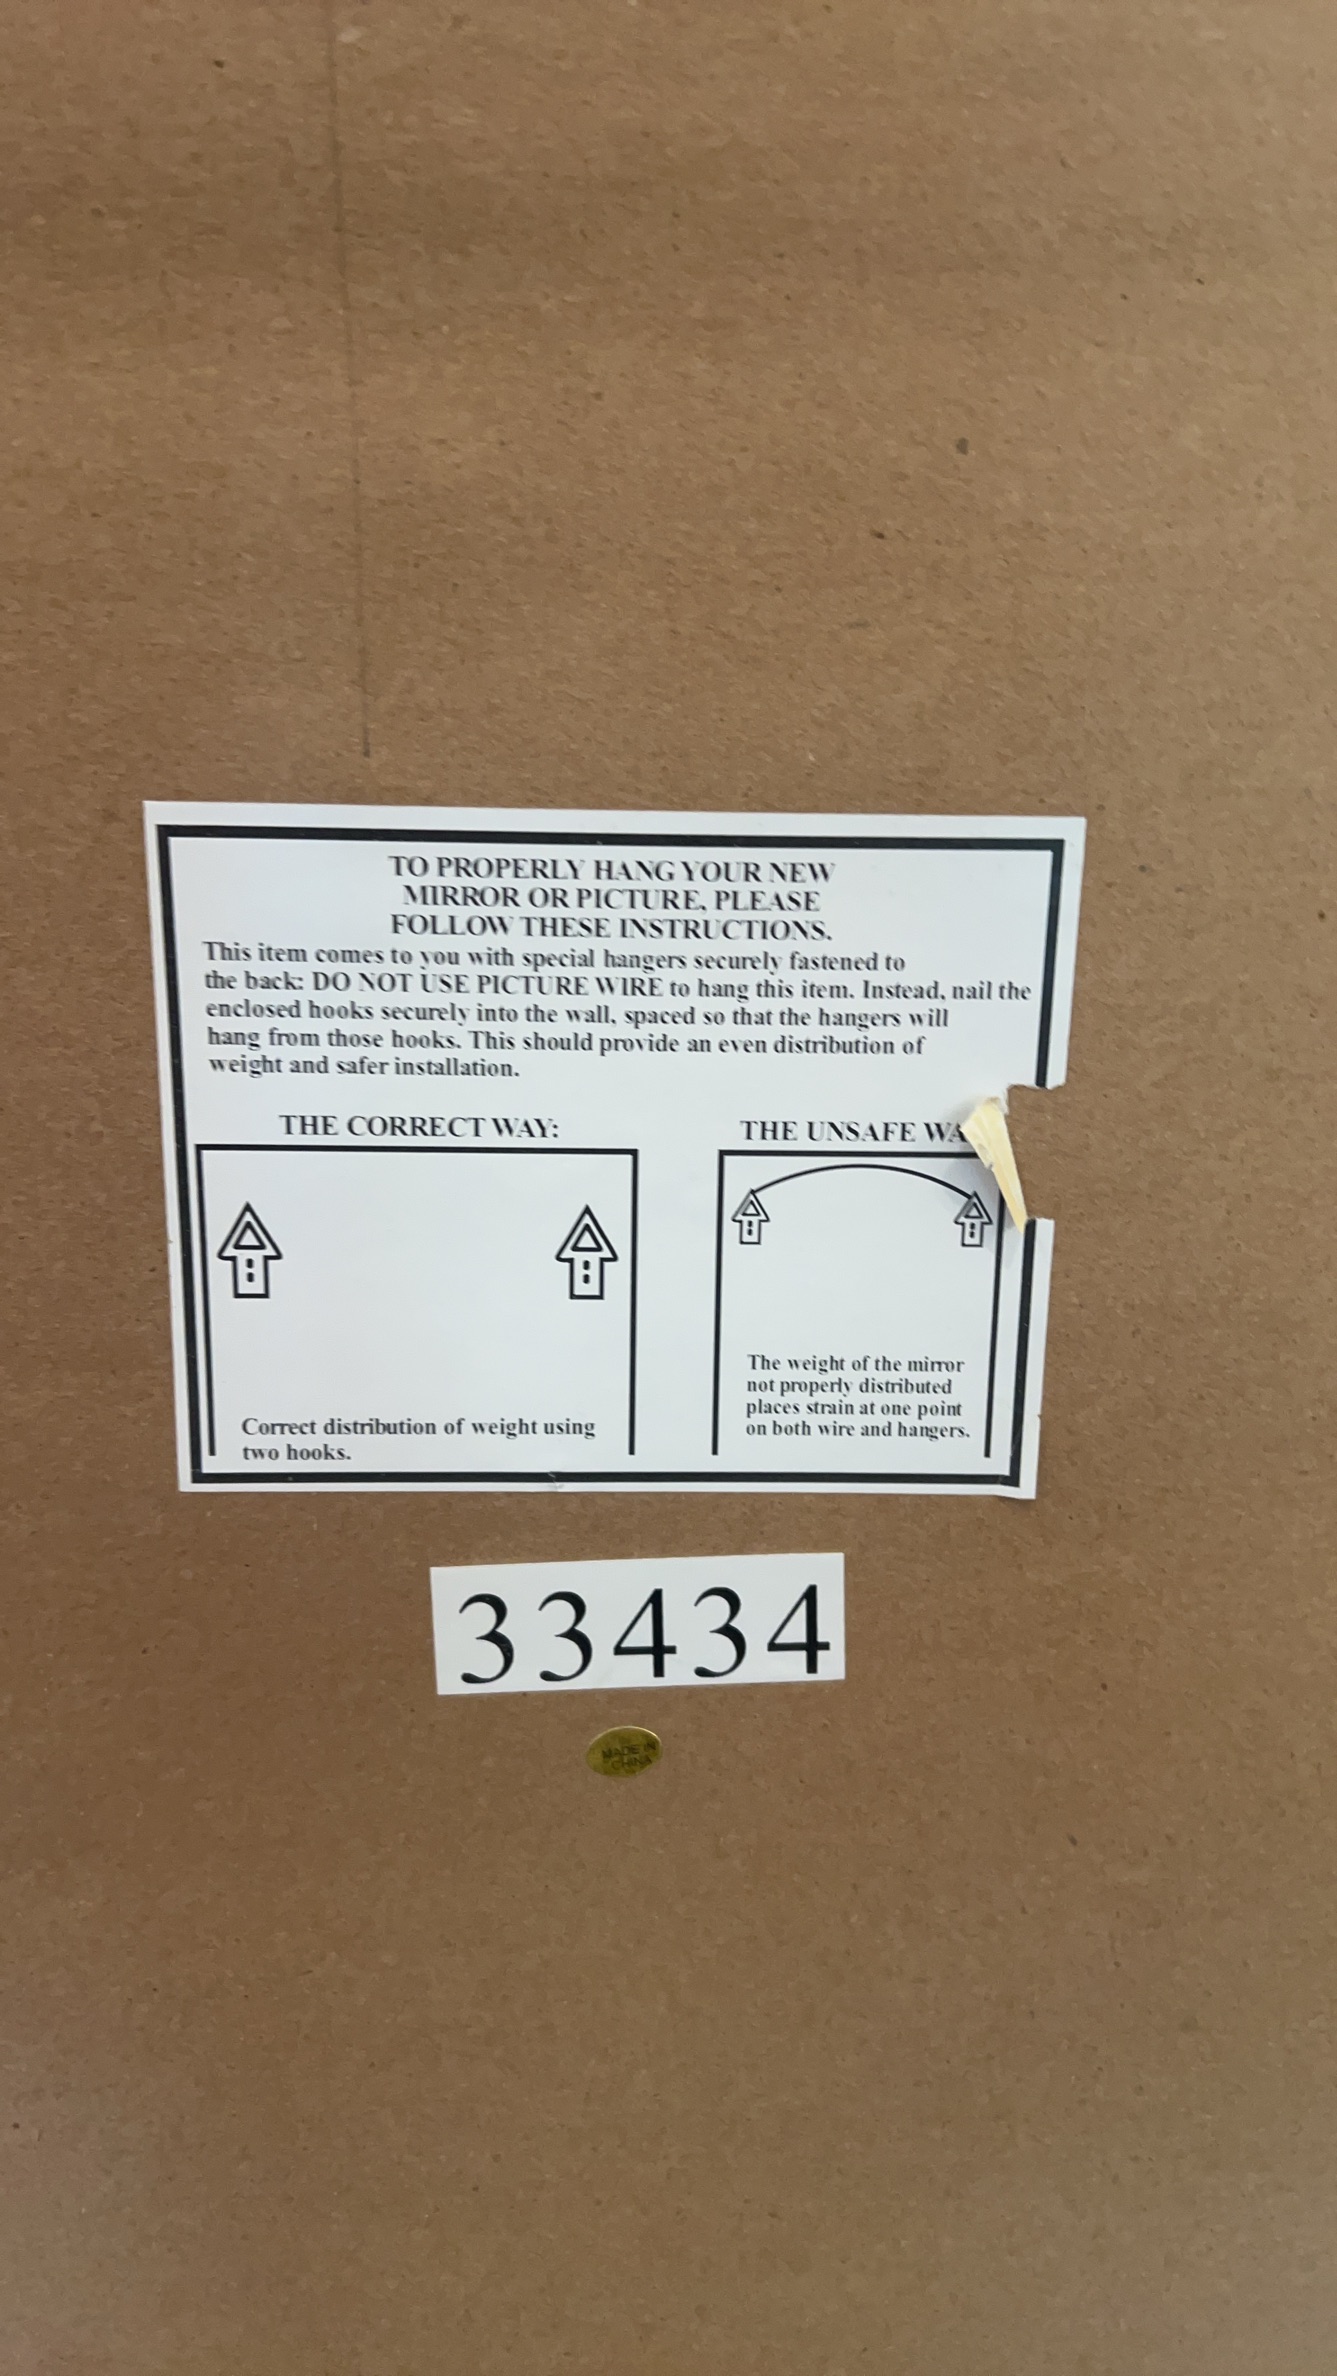 TO PROPERLY HANG YOUR NEW
MIRROR OR PICTURE, PLEASE
FOLLOW THESE INSTRUCTIONS.
This item comes to you with special hangers securely fastened to
the back: DO NOT USE PICTURE WIRE to hang this item. Instead, nail the
enclosed hooks securely into the wall, spaced so that the hangers will
hang from those hooks. This should provide an even distribution of
weight and safer installation.
THE CORRECT WAY:
Correct distribution of weight using
two hooks.
THE UNSAFE WA
The weight of the mirror
not properly distributed
places strain at one point
on both wire and hangers.
33434
MADE IN
CHINA